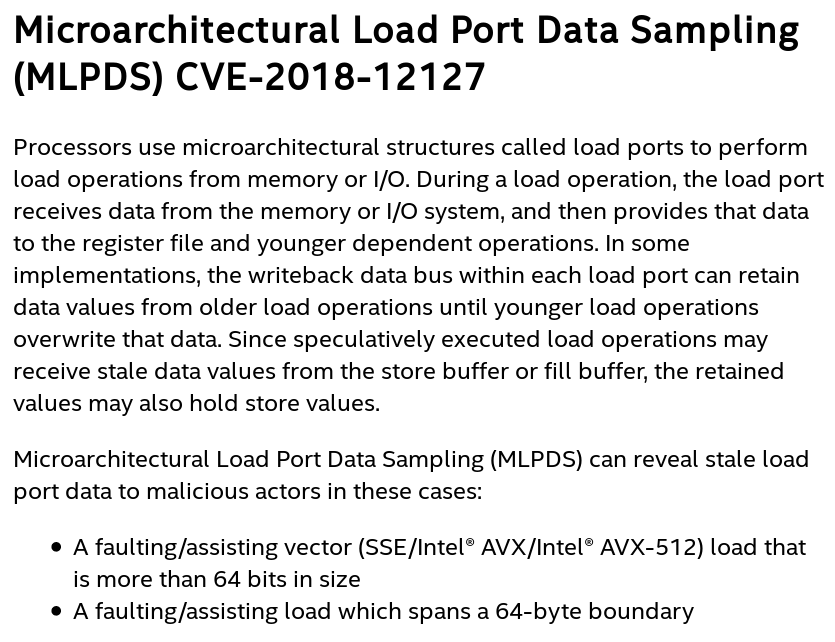 Microarchitectural Load Port Data Sampling
(MLPDS) CVE-2018-12127
Processors use microarchitectural structures called load ports to perform
load operations from memory or I/O. During a load operation, the load port
receives data from the memory or I/O system, and then provides that data
to the register file and younger dependent operations. In some
implementations, the writeback data bus within each load port can retain
data values from older load operations until younger load operations
overwrite that data. Since speculatively executed load operations may
receive stale data values from the store buffer or fill buffer, the retained
values may also hold store values.
Microarchitectural Load Port Data Sampling (MLPDS) can reveal stale load
port data to malicious actors in these cases:
• A faulting/assisting vector (SSE/Intel® AVX/Intel® AVX-512) load that
is more than 64 bits in size
• A faulting/assisting load which spans a 64-byte boundary